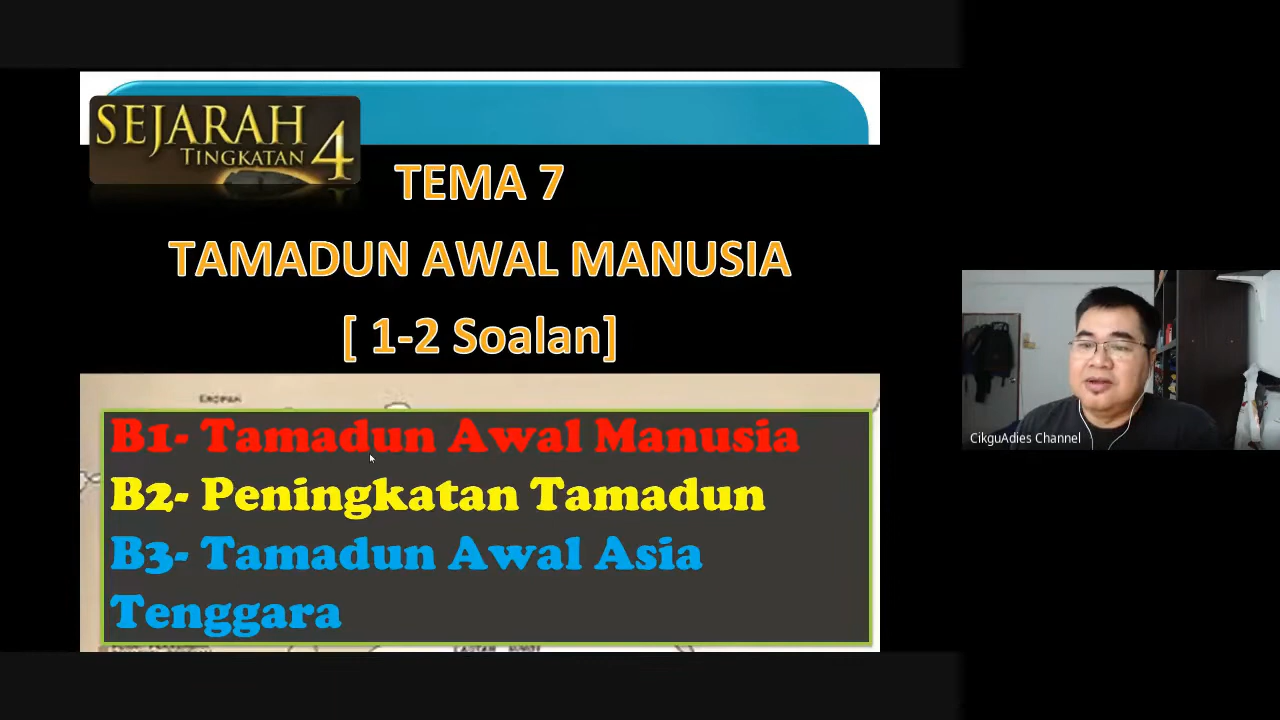 SEJARAH
TINGKATAN 4
TEMA 7
TAMADUN AWAL MANUSIA
[ 1-2 Soalan]
EROPAH
B1- Tamadun Awal Manusia
B2- Peningkatan Tamadun
B3- Tamadun Awal Asia
Tenggara
CikguAdies Channel